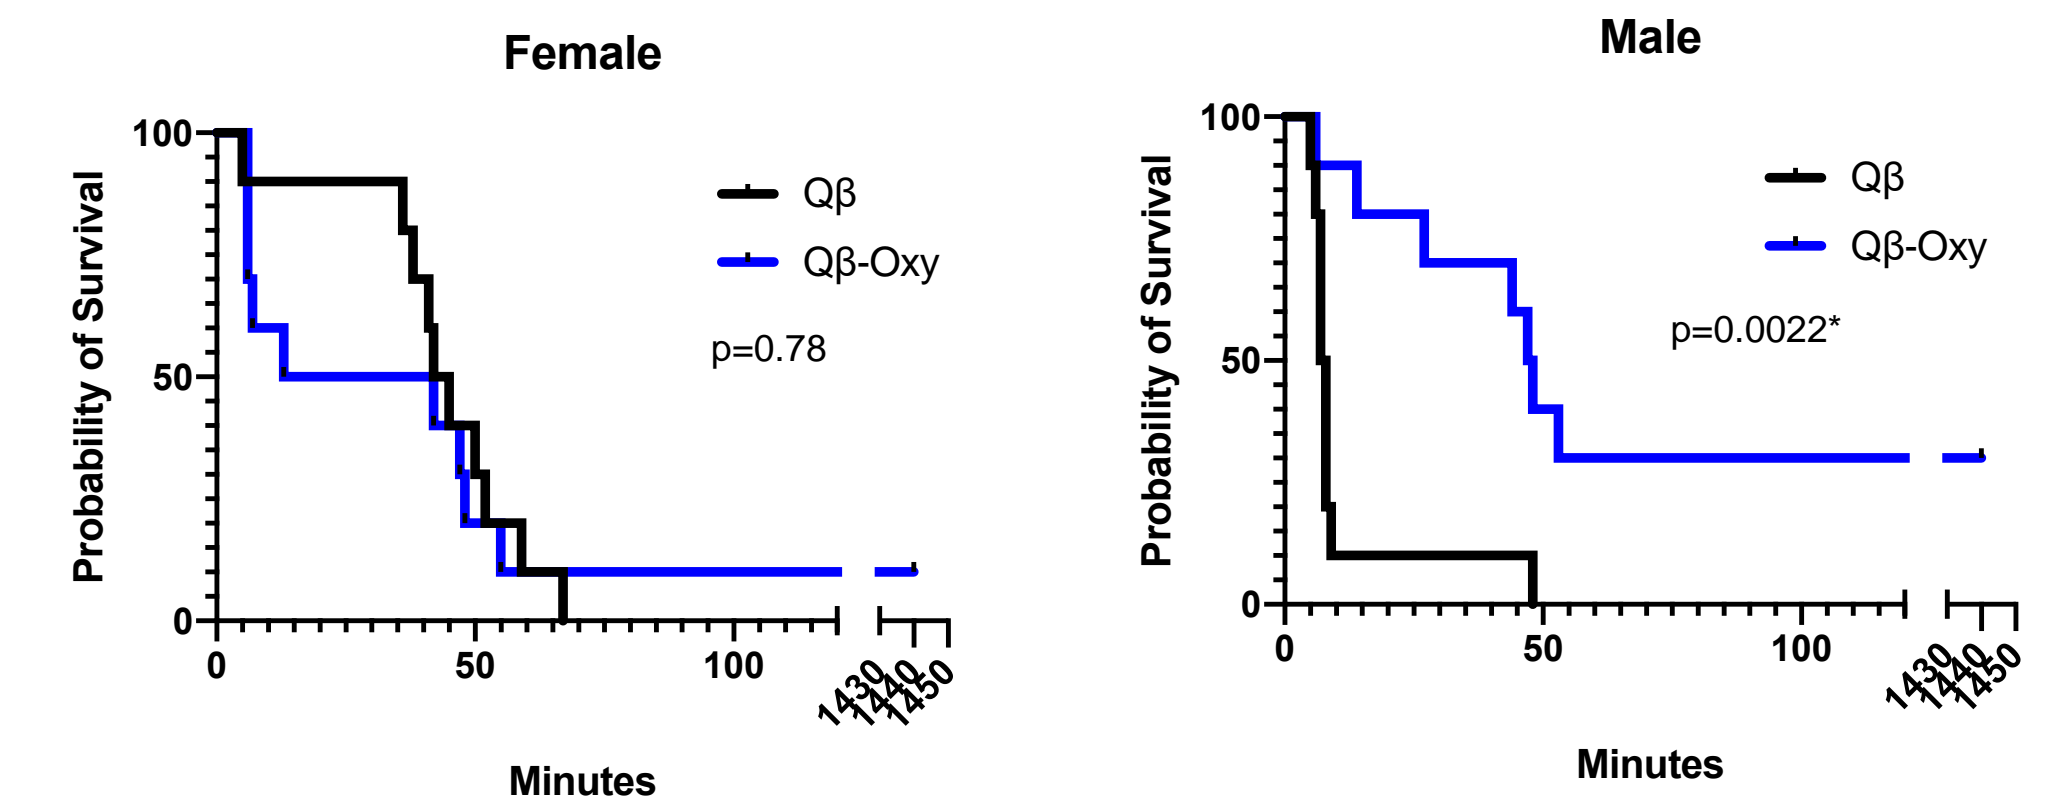 Female
Probability of Survival
100
50
0
Qβ
Qβ-Oxy
p=0.78
0
50
100
1430
1440
1450
Minutes
Male
Probability of Survival
100
50
0
Qβ
Qβ-Oxy
p=0.0022*
0
50
100
1430
1440
1450
Minutes